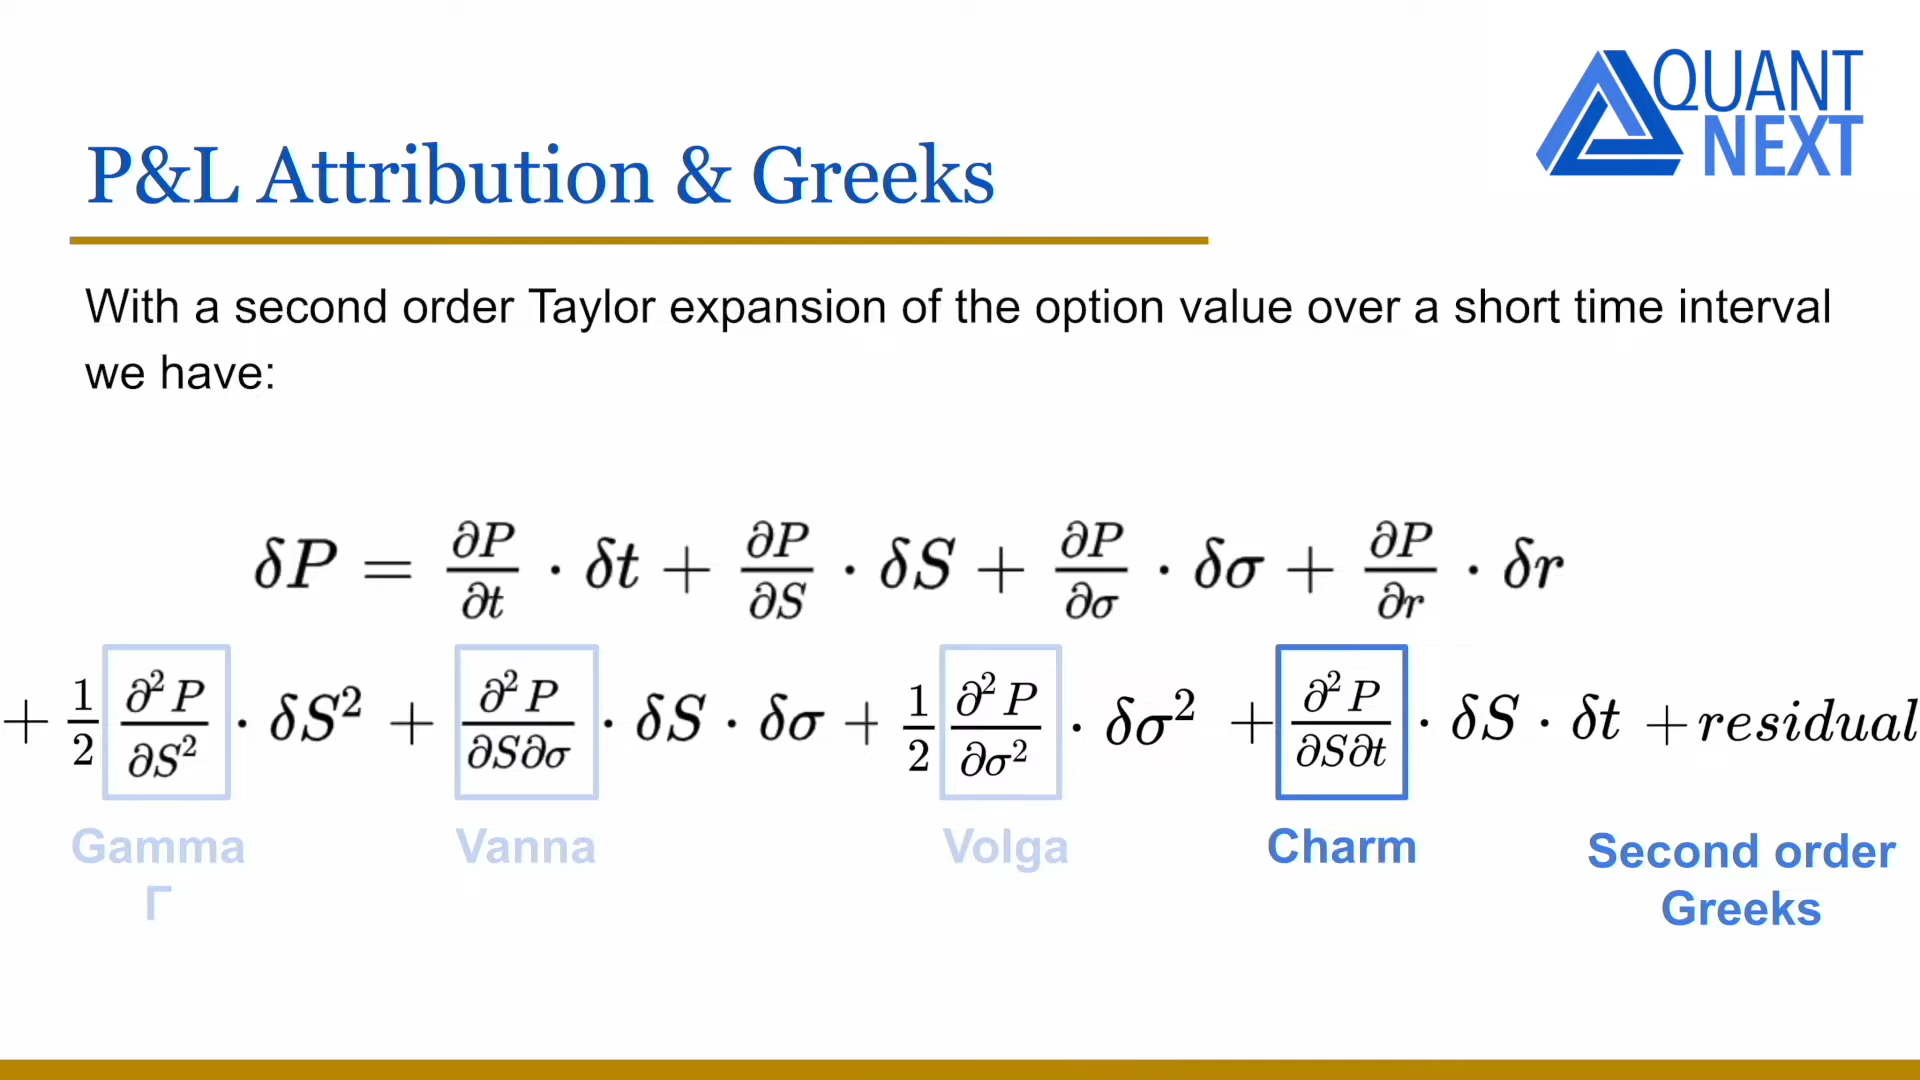 QUANT
NEXT
P&L Attribution & Greeks
With a second order Taylor expansion of the option value over a short time interval
we have:
δP = ∂P/∂t · δt + ∂P/∂S · δS + ∂P/∂σ · δσ + ∂P/∂r · δr
+ 1/2 ∂²P/∂S² · δS² + ∂²P/∂S∂σ · δS · δσ + 1/2 ∂²P/∂σ² · δσ² + ∂²P/∂S∂t · δS · δt + residual
Gamma Vanna Volga Charm Second order
Γ Greeks